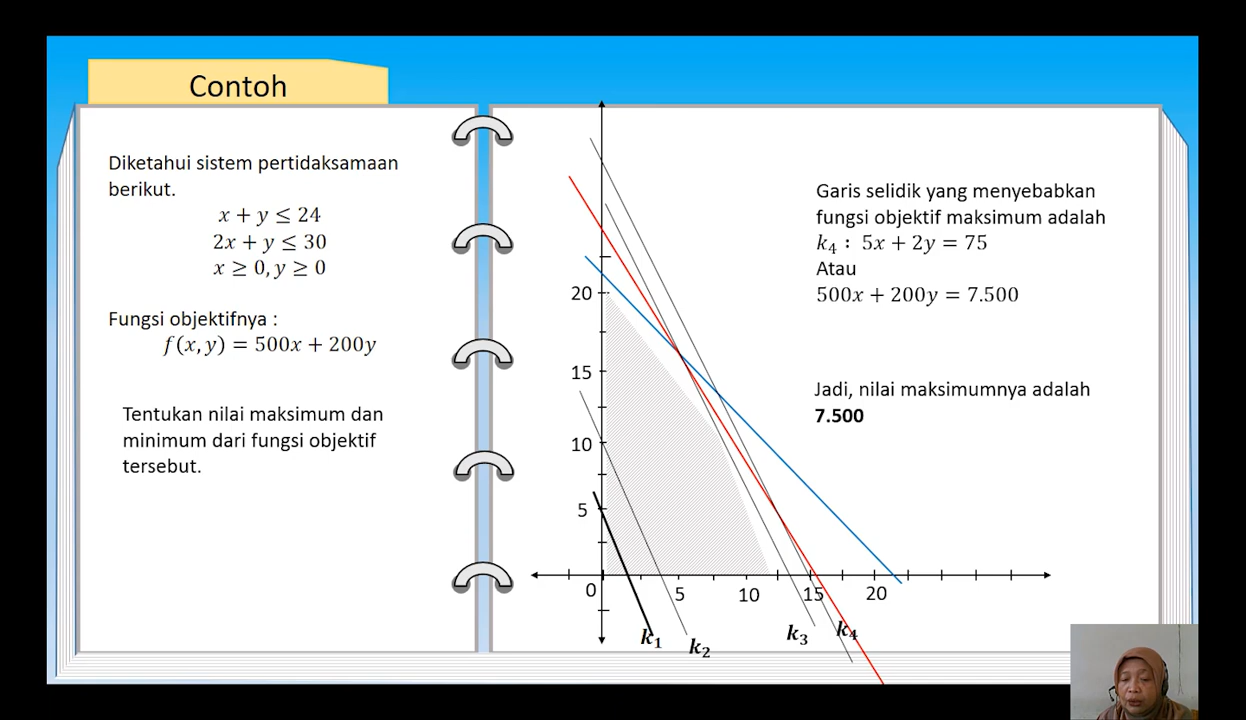 Contoh
Diketahui sistem pertidaksamaan
berikut.
x + y ≤ 24
2x + y ≤ 30
x ≥ 0, y ≥ 0
Fungsi objektifnya :
f(x, y) = 500x + 200y
Tentukan nilai maksimum dan
minimum dari fungsi objektif
tersebut.
20
15
10
5
0
5
10
15
20
k₁
k₂
k₃
k₄
Garis selidik yang menyebabkan
fungsi objektif maksimum adalah
k₄ : 5x + 2y = 75
Atau
500x + 200y = 7.500
Jadi, nilai maksimumnya adalah
7.500